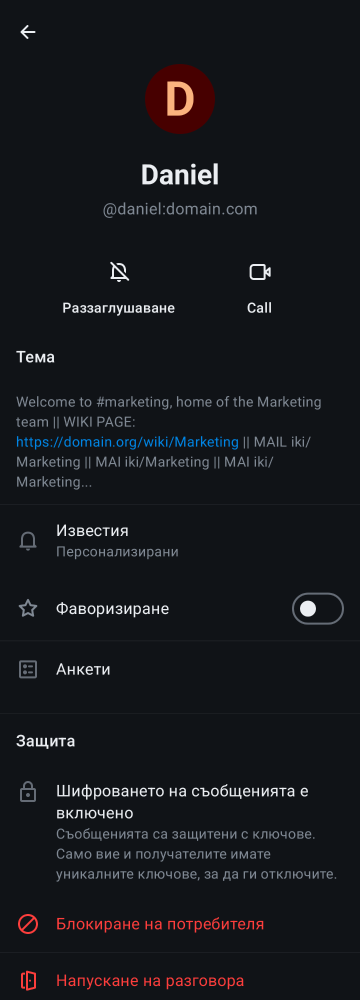 D
Daniel
@daniel:domain.com
Раззаглушаване
Call
Тема
Welcome to #marketing, home of the Marketing
team || WIKI PAGE:
https://domain.org/wiki/Marketing || MAIL iki/
Marketing || MAI iki/Marketing || MAI iki/
Marketing...
Известия
Персонализирани
Фаворизиране
Анкети
Защита
Шифроването на съобщенията е
включено
Съобщенията са защитени с ключове.
Само вие и получателите имате
уникалните ключове, за да ги отключите.
Блокиране на потребителя
Напускане на разговора